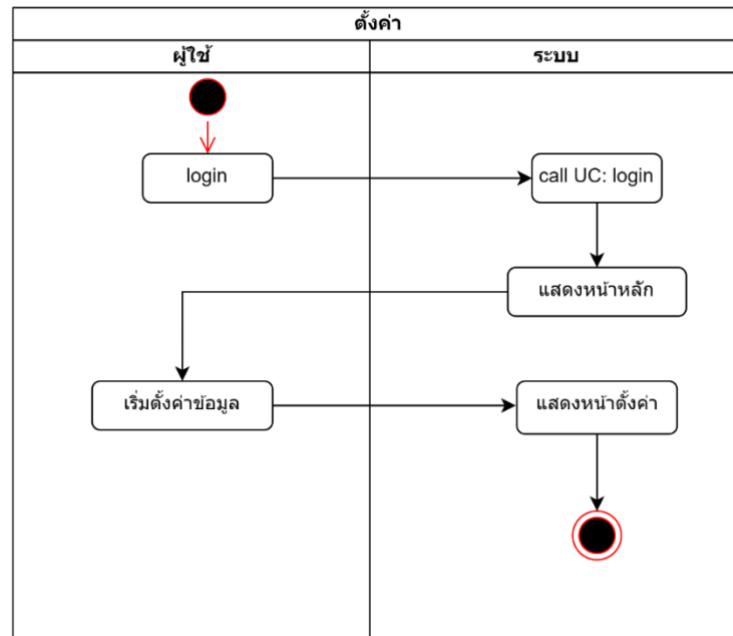 ตั้งค่า
ผู้ใช้
ระบบ
login
call UC: login
แสดงหน้าหลัก
เริ่มตั้งค่าข้อมูล
แสดงหน้าตั้งค่า